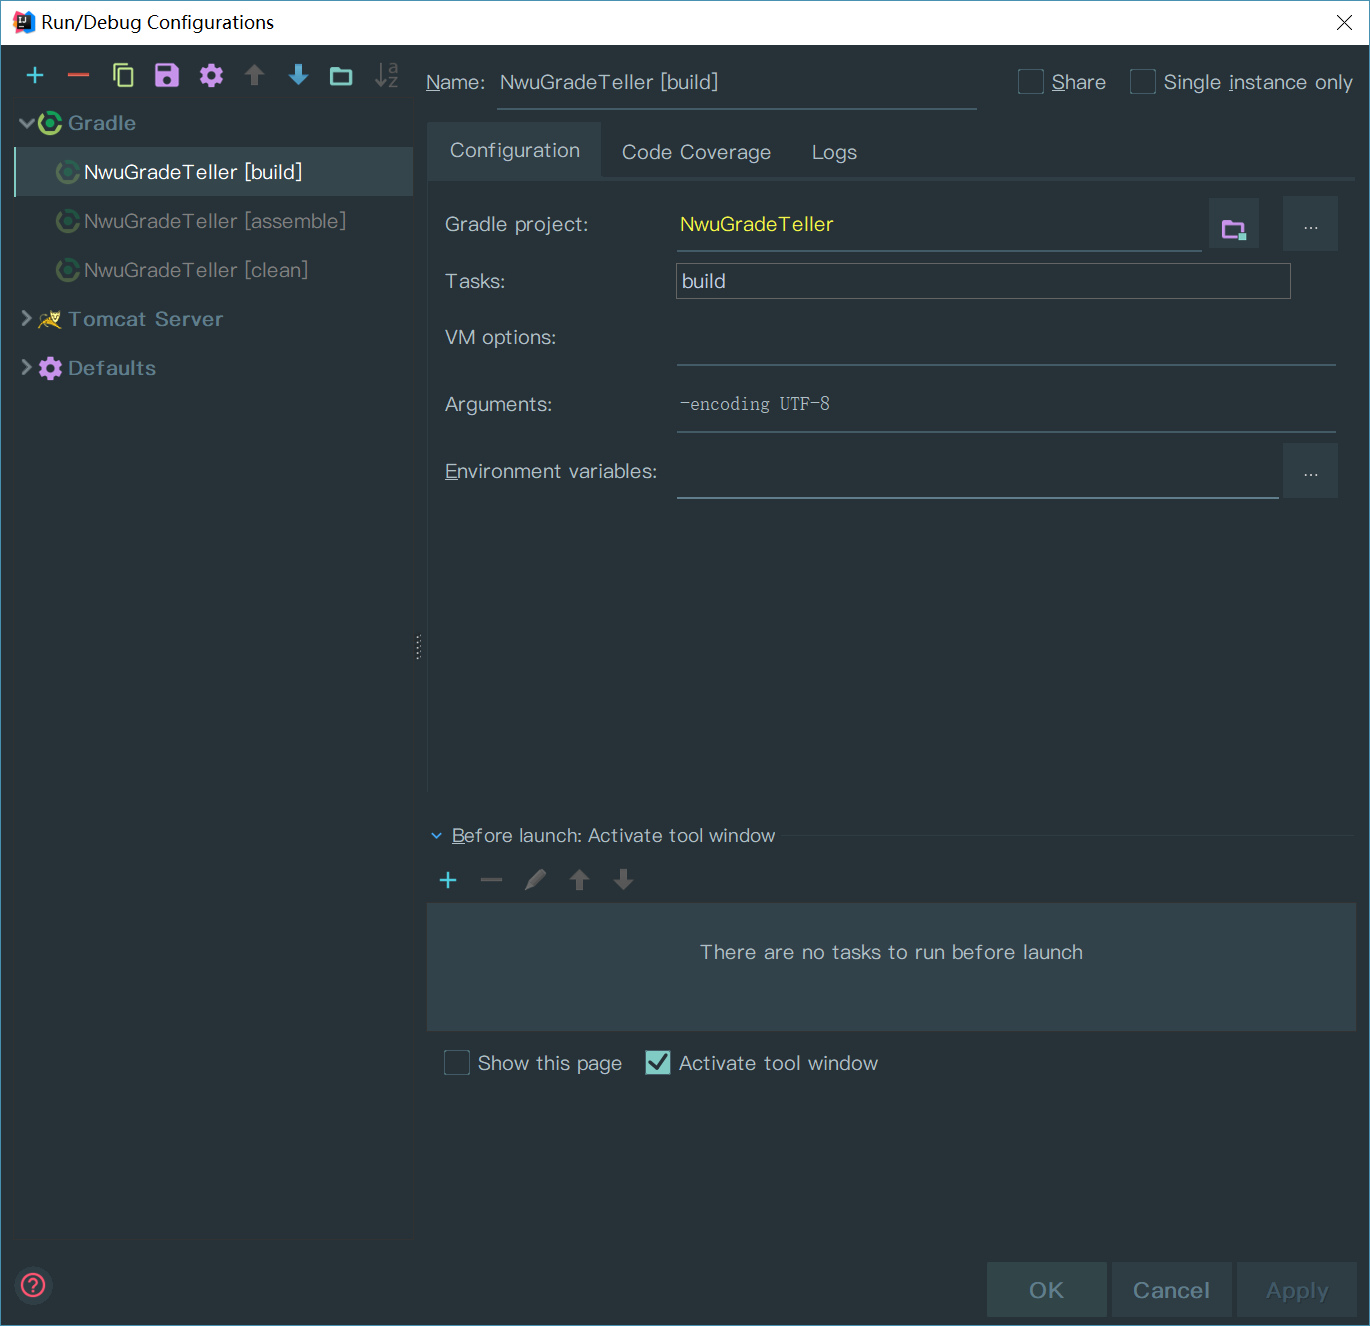 Run/Debug Configurations
Name: NwuGradeTeller [build]
Share
Single instance only
Gradle
NwuGradeTeller [build]
NwuGradeTeller [assemble]
NwuGradeTeller [clean]
Tomcat Server
Defaults
Configuration
Code Coverage
Logs
Gradle project: NwuGradeTeller
...
Tasks: build
VM options:
Arguments: -encoding UTF-8
Environment variables:
...
Before launch: Activate tool window
There are no tasks to run before launch
Show this page
Activate tool window
OK
Cancel
Apply